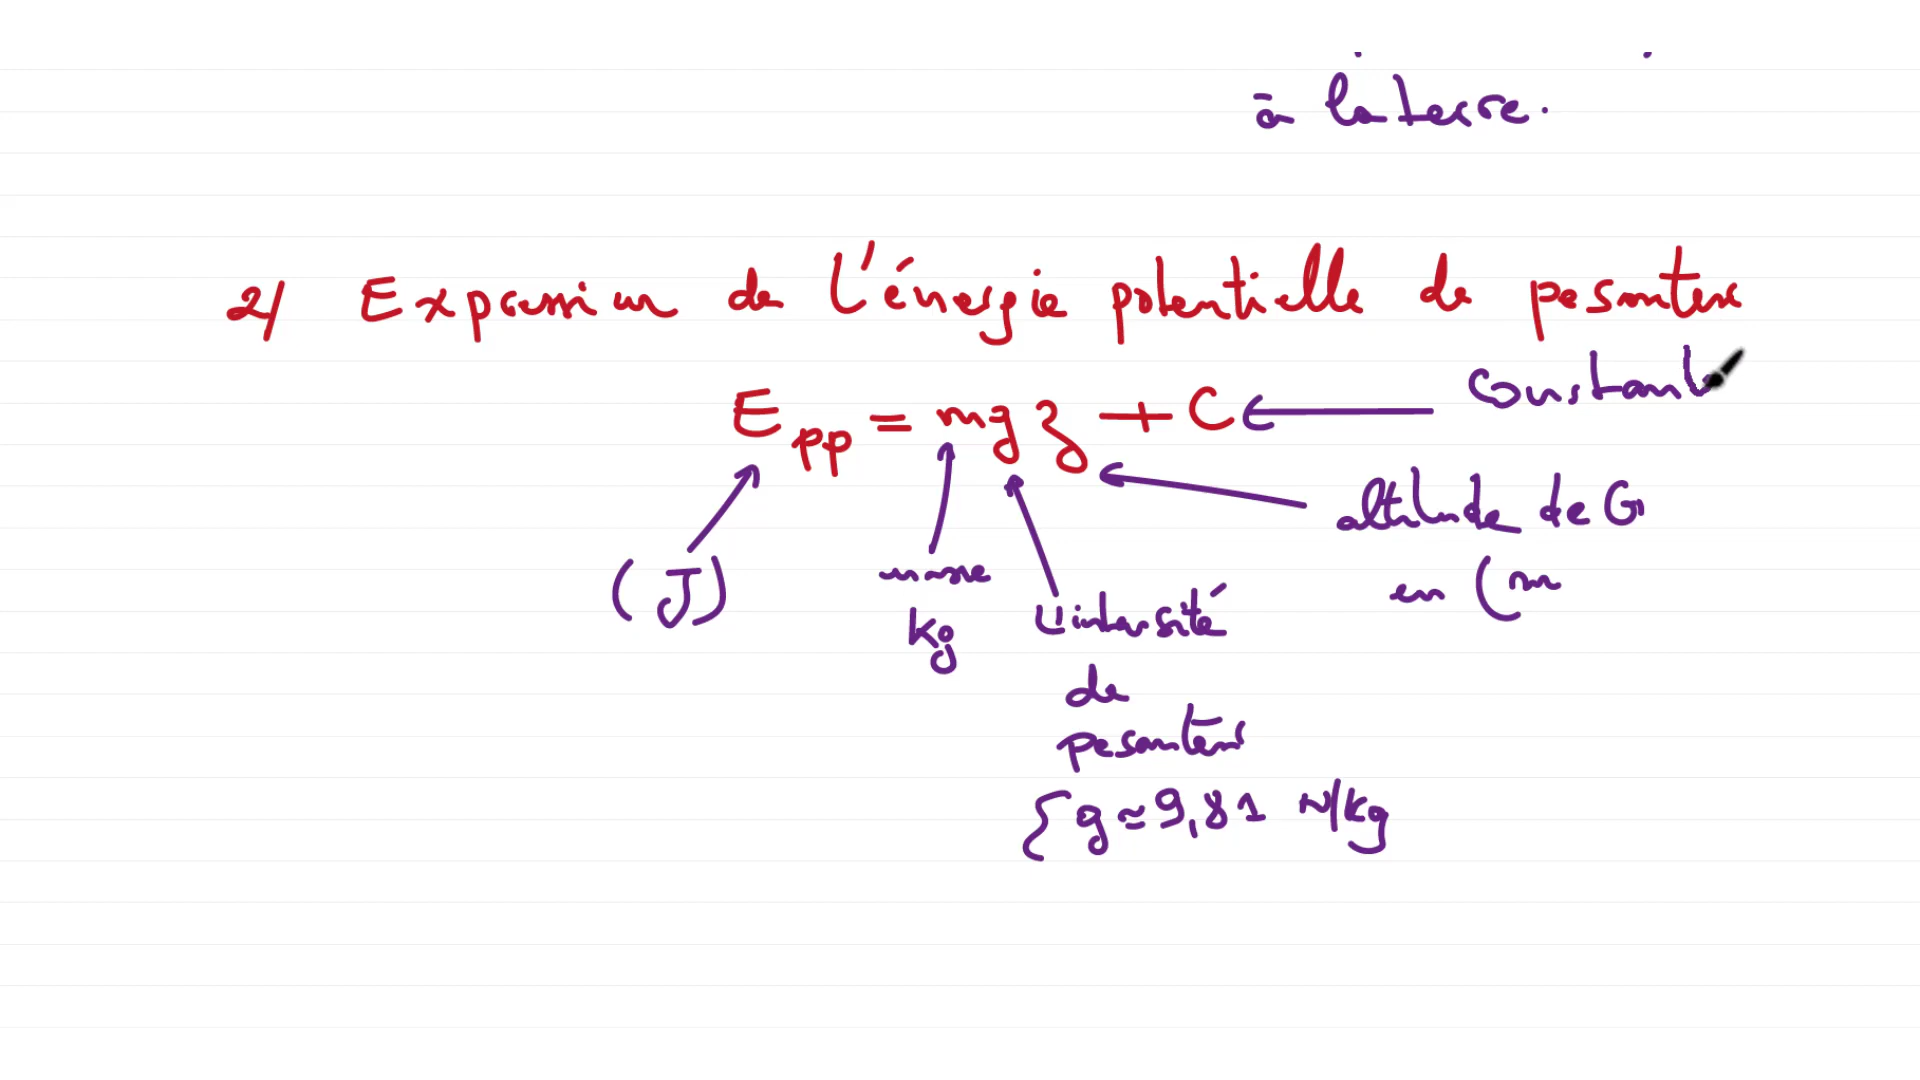 à la terre.
2/ Expression de l'énergie potentielle de pesanteur
Epp = mgz + C
constant
altitude de G
en (m
(J)
masse
kg
l'intensité
de
pesanteur
{ g ≃ 9,81 N/kg